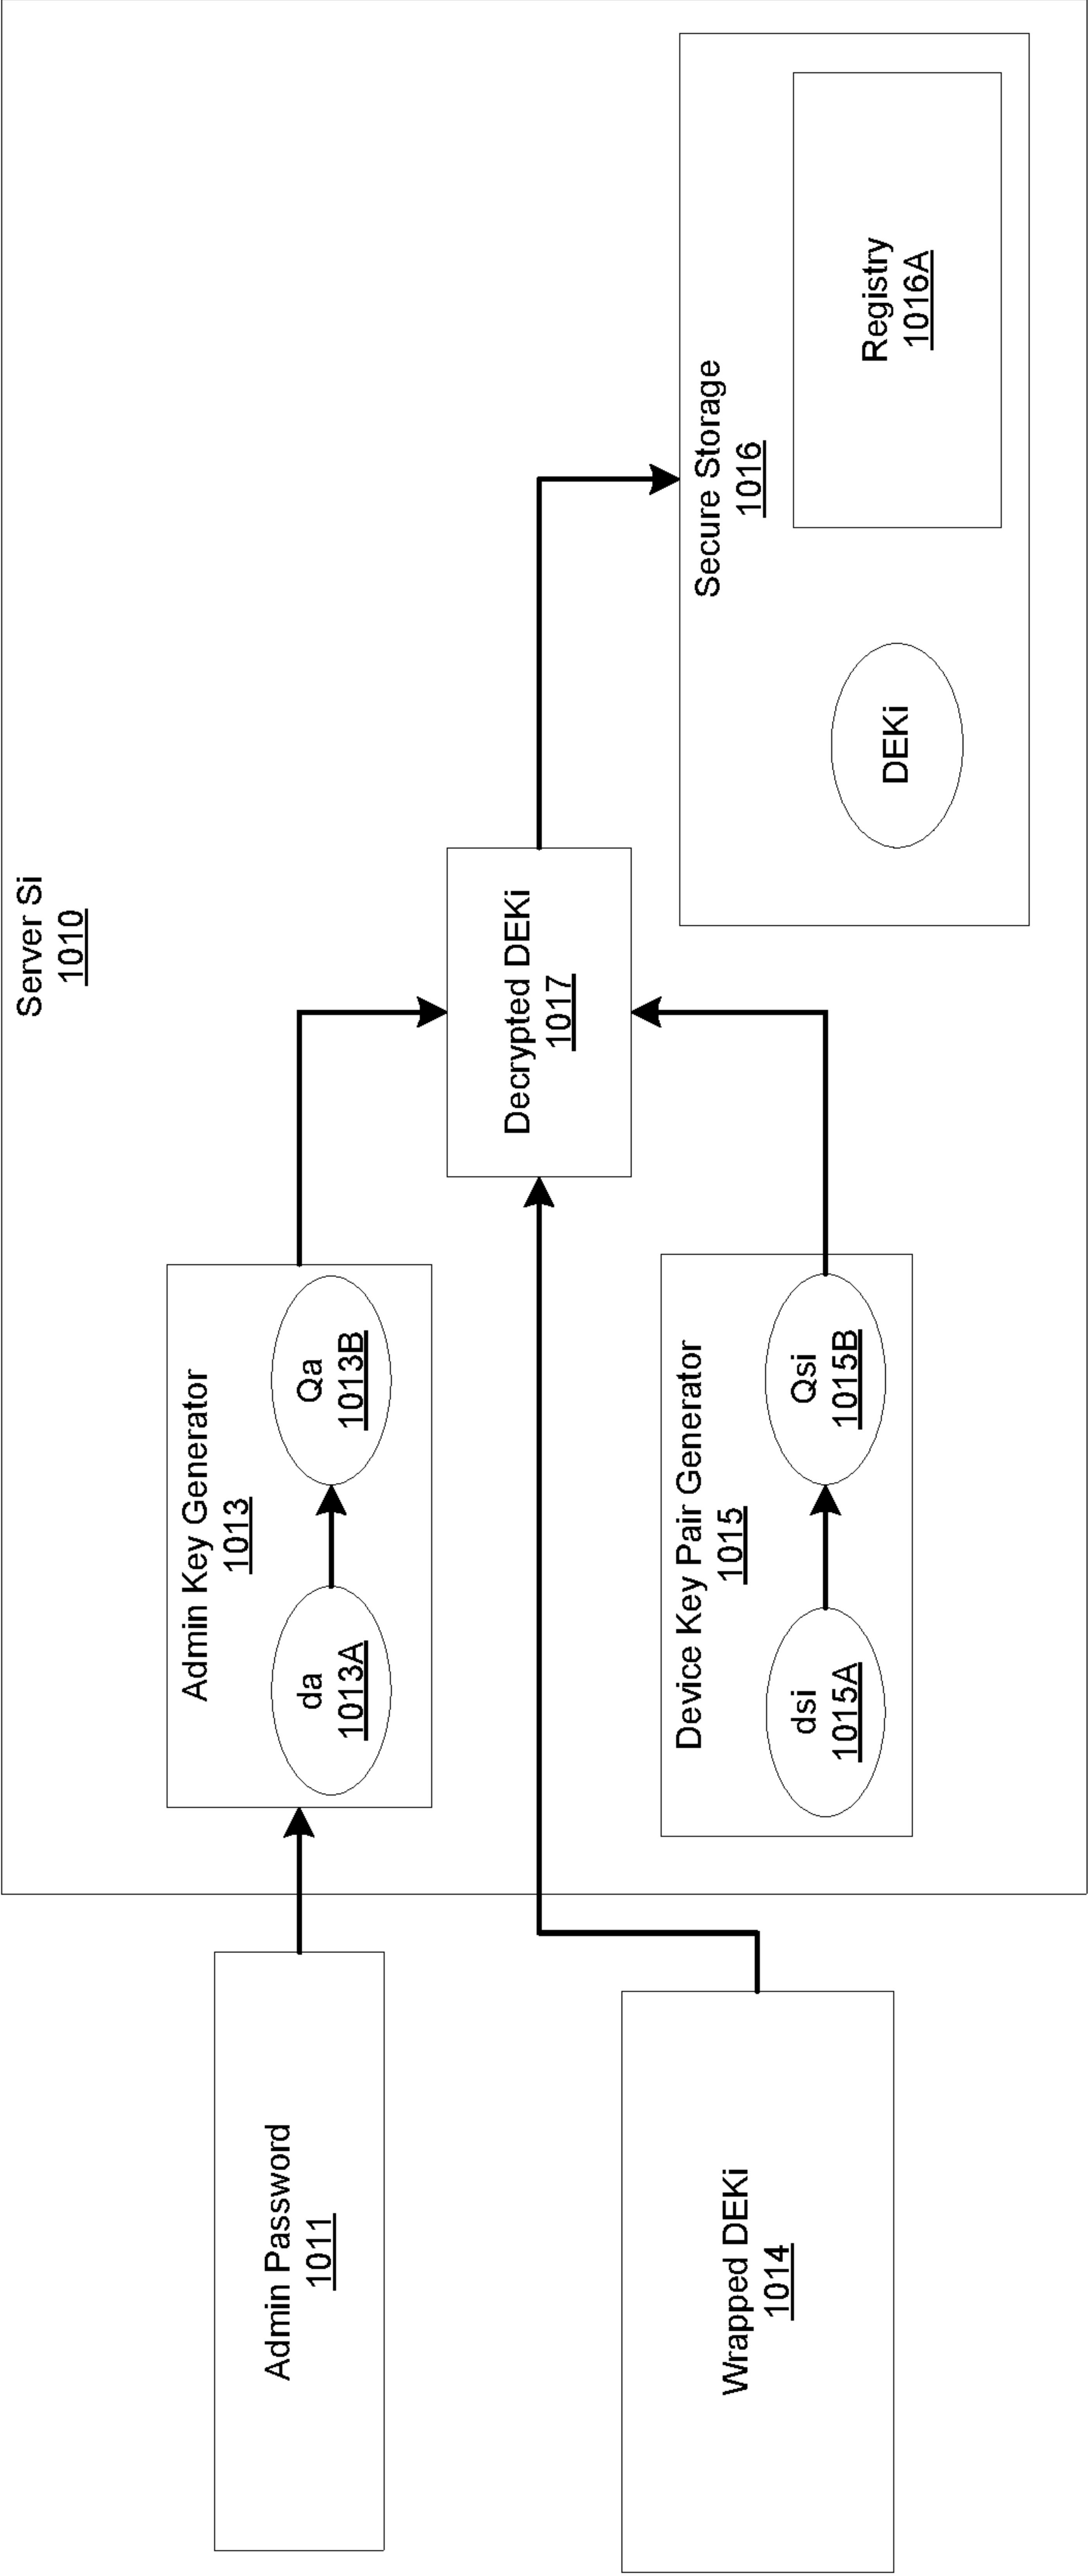 Server Si
1010
Admin Password
1011
Admin Key Generator
1013
da
1013A
Qa
1013B
Wrapped DEKi
1014
Decrypted DEKi
1017
Device Key Pair Generator
1015
dsi
1015A
Qsi
1015B
Secure Storage
1016
DEKi
Registry
1016A